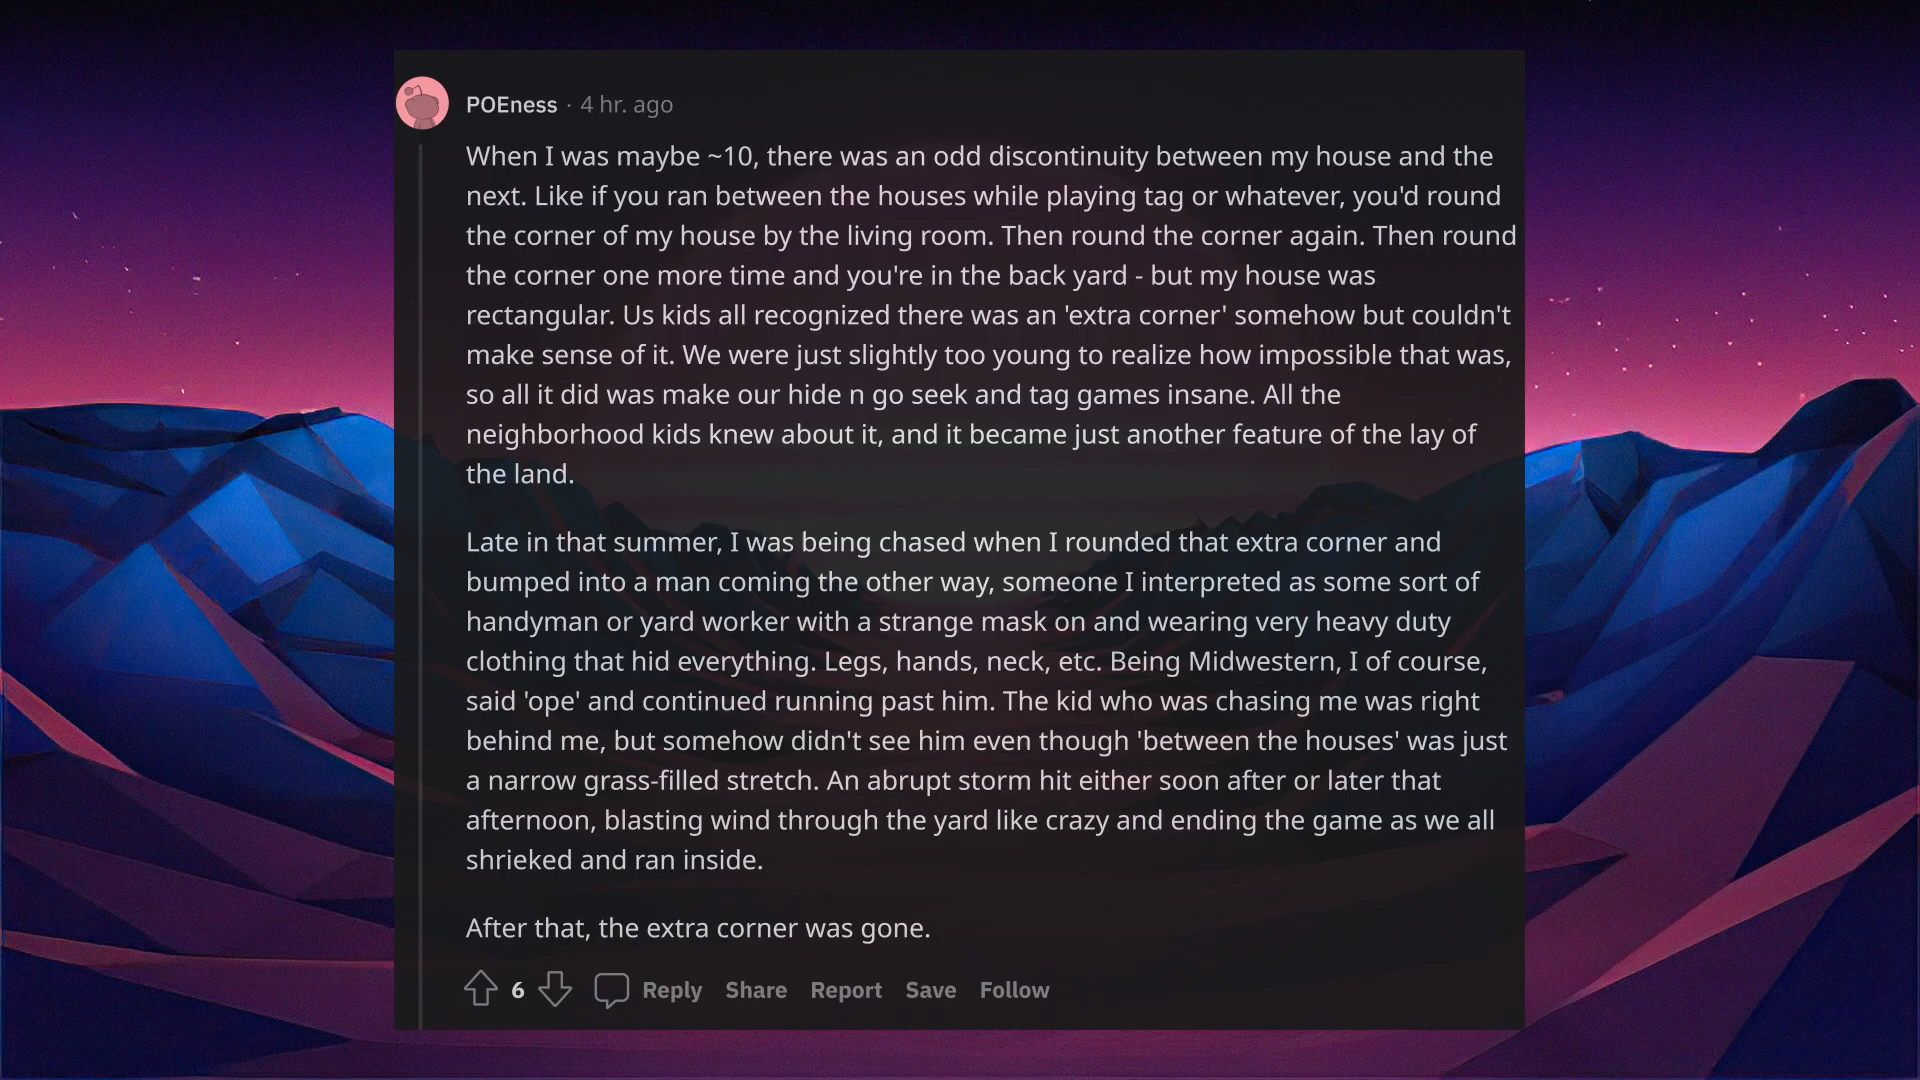 POEness · 4 hr. ago
When I was maybe ~10, there was an odd discontinuity between my house and the
next. Like if you ran between the houses while playing tag or whatever, you'd round
the corner of my house by the living room. Then round the corner again. Then round
the corner one more time and you're in the back yard - but my house was
rectangular. Us kids all recognized there was an 'extra corner' somehow but couldn't
make sense of it. We were just slightly too young to realize how impossible that was,
so all it did was make our hide n go seek and tag games insane. All the
neighborhood kids knew about it, and it became just another feature of the lay of
the land.
Late in that summer, I was being chased when I rounded that extra corner and
bumped into a man coming the other way, someone I interpreted as some sort of
handyman or yard worker with a strange mask on and wearing very heavy duty
clothing that hid everything. Legs, hands, neck, etc. Being Midwestern, I of course,
said 'ope' and continued running past him. The kid who was chasing me was right
behind me, but somehow didn't see him even though 'between the houses' was just
a narrow grass-filled stretch. An abrupt storm hit either soon after or later that
afternoon, blasting wind through the yard like crazy and ending the game as we all
shrieked and ran inside.
After that, the extra corner was gone.
6 Reply Share Report Save Follow